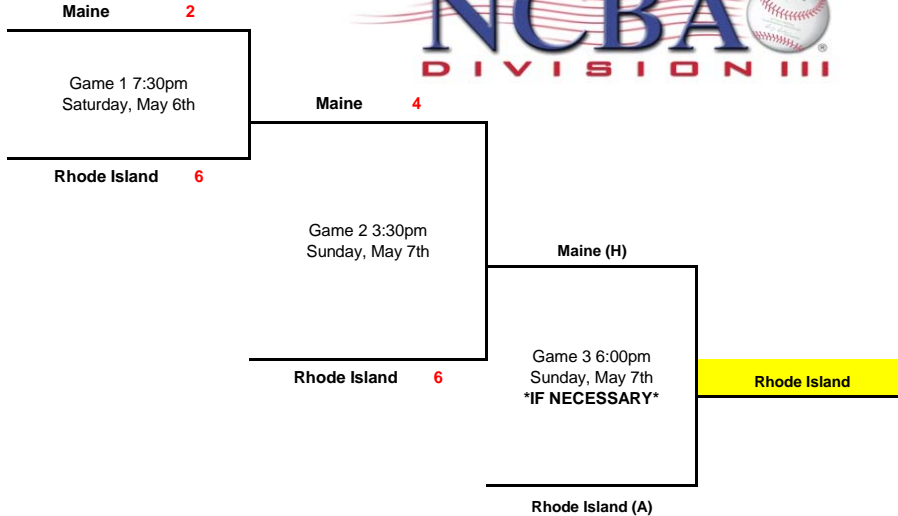 Maine 2
NCBA
®
DIVISION III
Game 1 7:30pm
Saturday, May 6th
Maine 4
Rhode Island 6
Game 2 3:30pm
Sunday, May 7th
Maine (H)
Game 3 6:00pm
Sunday, May 7th
*IF NECESSARY*
Rhode Island 6
Rhode Island
Rhode Island (A)